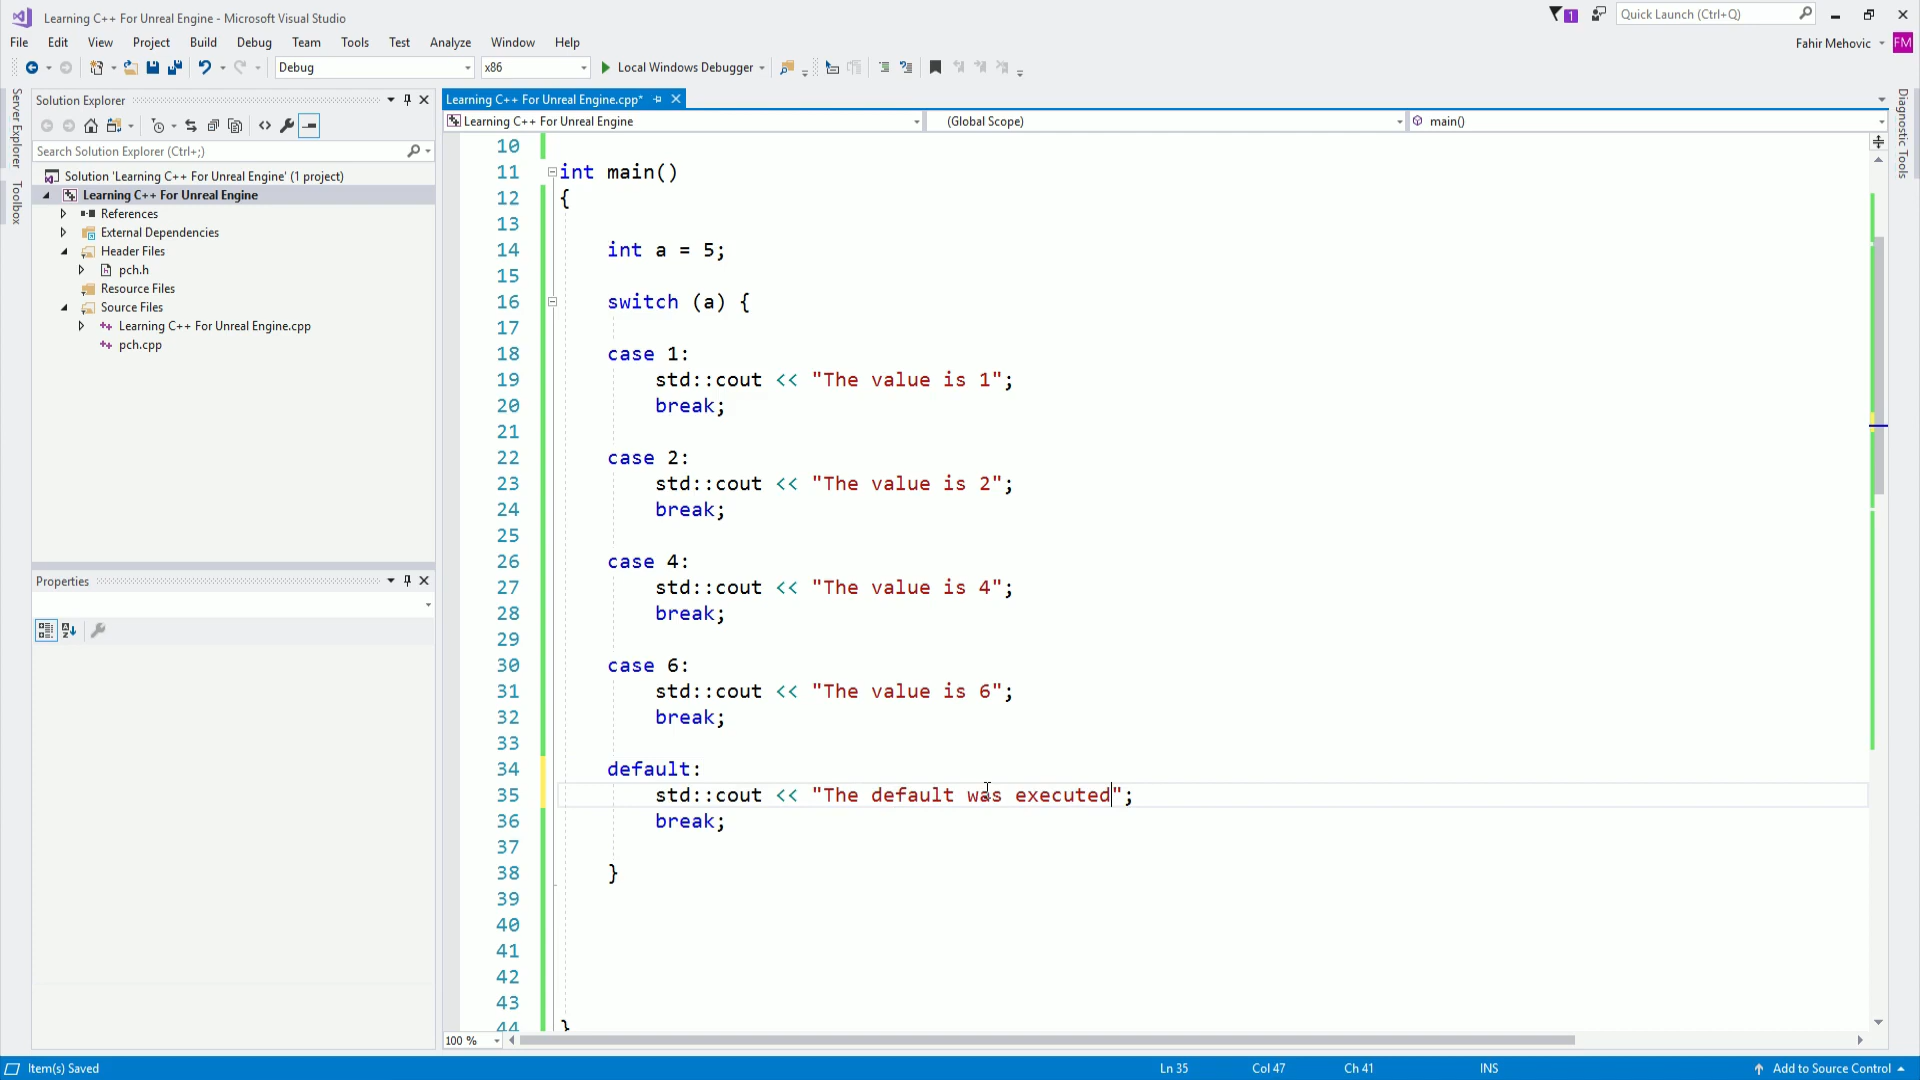 Learning C++ For Unreal Engine - Microsoft Visual Studio
1
Quick Launch (Ctrl+Q)
File Edit View Project Build Debug Team Tools Test Analyze Window Help
Fahir Mehovic
FM
Debug
x86
Local Windows Debugger
Server Explorer
Toolbox
Solution Explorer
Search Solution Explorer (Ctrl+;)
Solution 'Learning C++ For Unreal Engine' (1 project)
Learning C++ For Unreal Engine
References
External Dependencies
Header Files
pch.h
Resource Files
Source Files
Learning C++ For Unreal Engine.cpp
pch.cpp
Properties
Learning C++ For Unreal Engine.cpp*
Learning C++ For Unreal Engine
(Global Scope)
main()
10
11 int main()
12 {
13
14 int a = 5;
15
16 switch (a) {
17
18 case 1:
19 std::cout << "The value is 1";
20 break;
21
22 case 2:
23 std::cout << "The value is 2";
24 break;
25
26 case 4:
27 std::cout << "The value is 4";
28 break;
29
30 case 6:
31 std::cout << "The value is 6";
32 break;
33
34 default:
35 std::cout << "The default was executed";
36 break;
37
38 }
39
40
41
42
43
44 }
100 %
Diagnostic Tools
Item(s) Saved
Ln 35
Col 47
Ch 41
INS
Add to Source Control